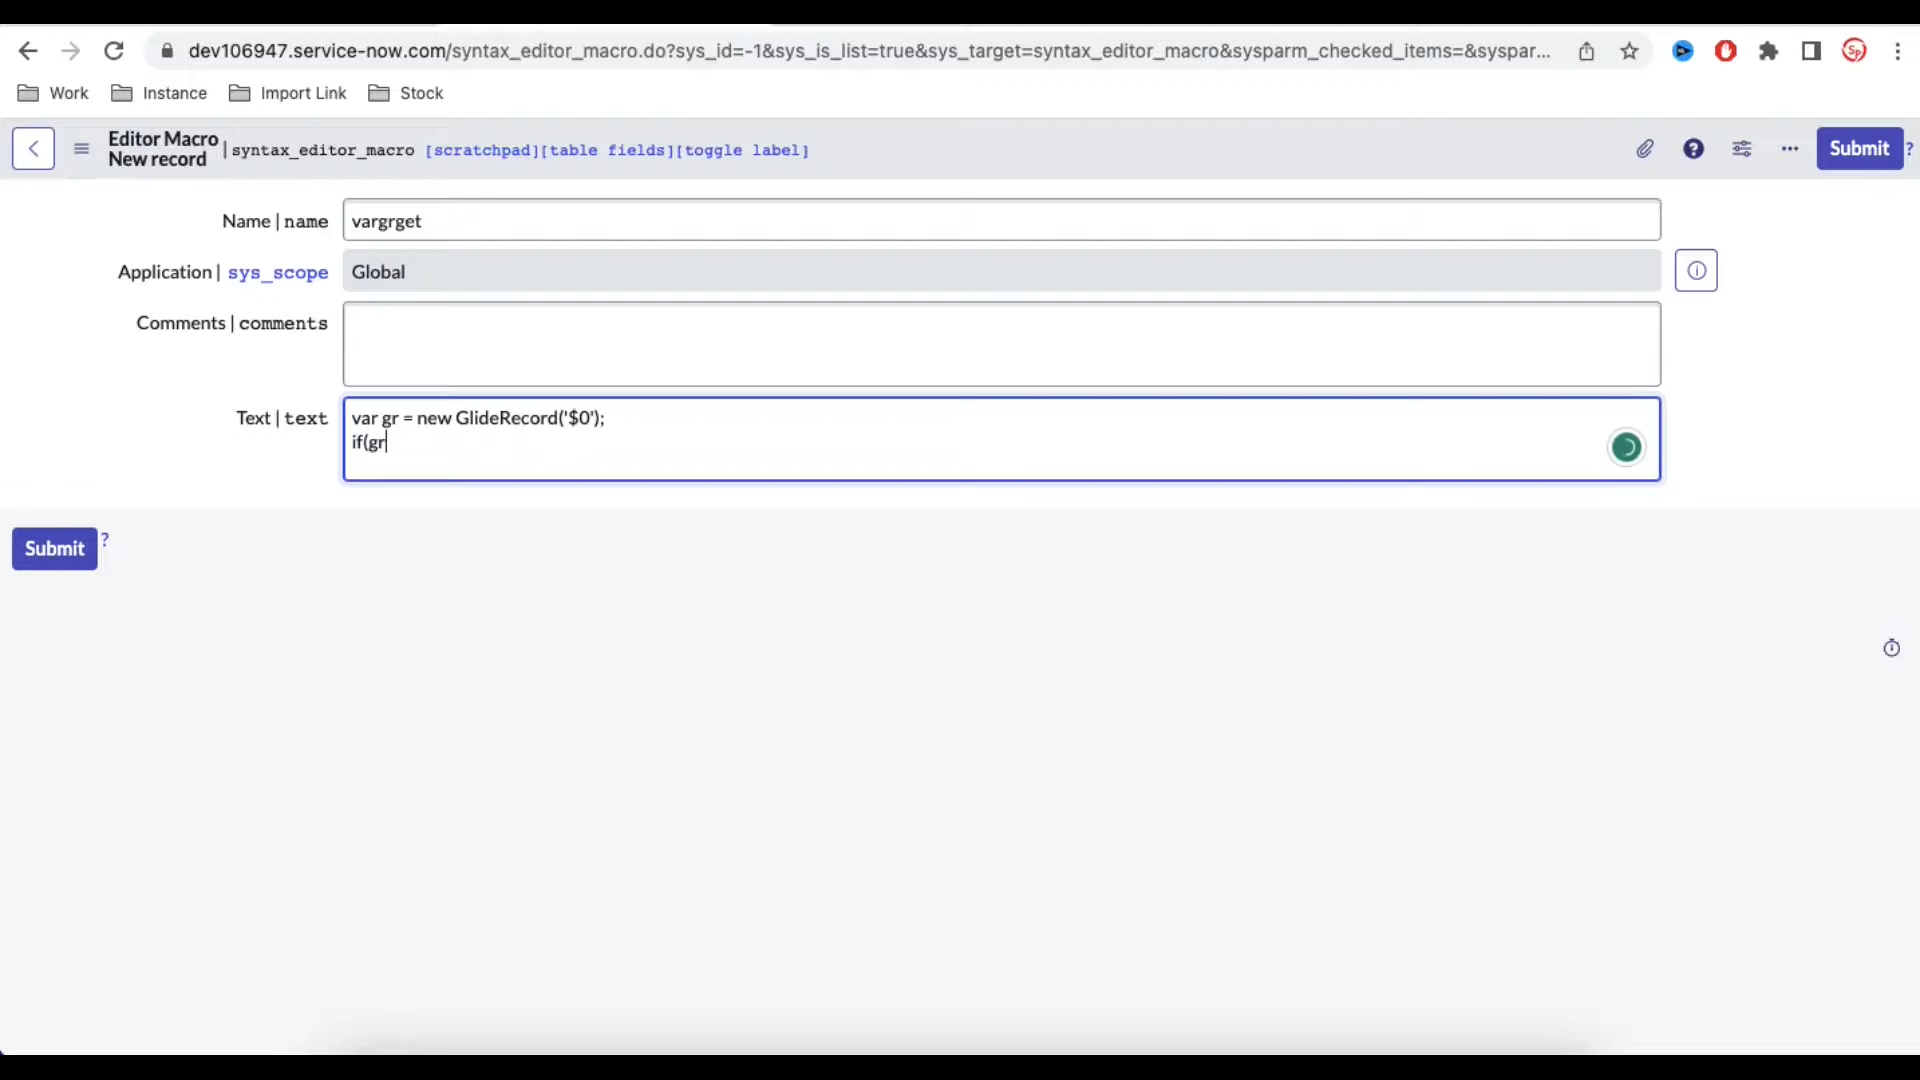 dev106947.service-now.com/syntax_editor_macro.do?sys_id=-1&sys_is_list=true&sys_target=syntax_editor_macro&sysparm_checked_items=&syspar...
Work Instance Import Link Stock
Editor Macro
New record
|syntax_editor_macro [scratchpad][table fields][toggle label]
? ... Submit ?
Name | name vargrget
Application | sys_scope Global
Comments | comments
Text | text var gr = new GlideRecord('$0');
if(gr
Submit ?